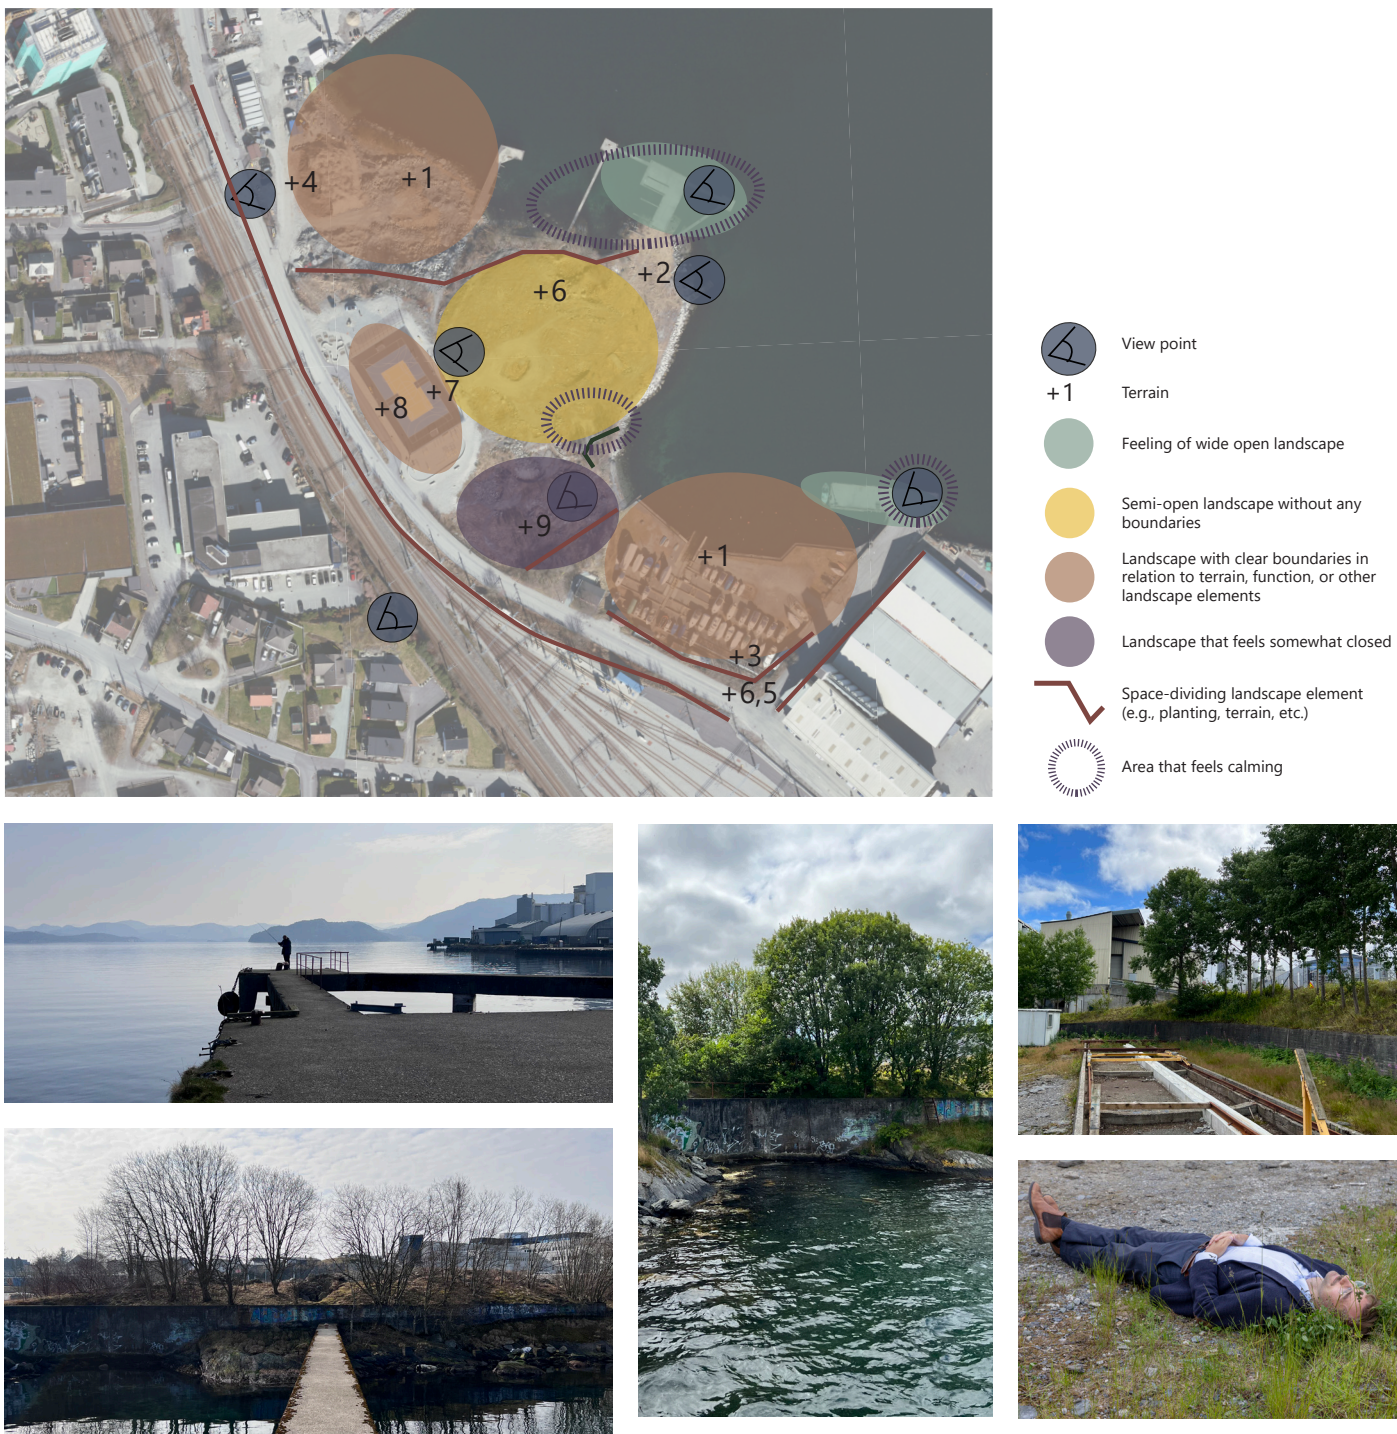 +4
+1
+2
+6
+7
+8
+9
+1
+3
+6,5
View point
+1
Terrain
Feeling of wide open landscape
Semi-open landscape without any
boundaries
Landscape with clear boundaries in
relation to terrain, function, or other
landscape elements
Landscape that feels somewhat closed
Space-dividing landscape element
(e.g., planting, terrain, etc.)
Area that feels calming